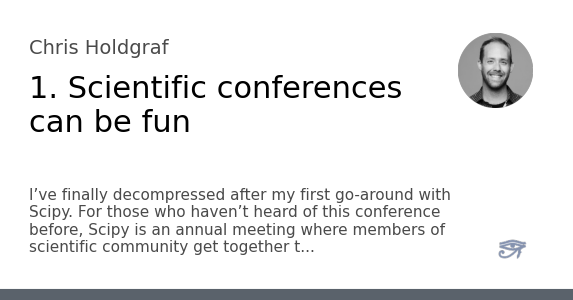 Chris Holdgraf
1. Scientific conferences
can be fun
I’ve finally decompressed after my first go-around with
Scipy. For those who haven’t heard of this conference
before, Scipy is an annual meeting where members of
scientific community get together t...